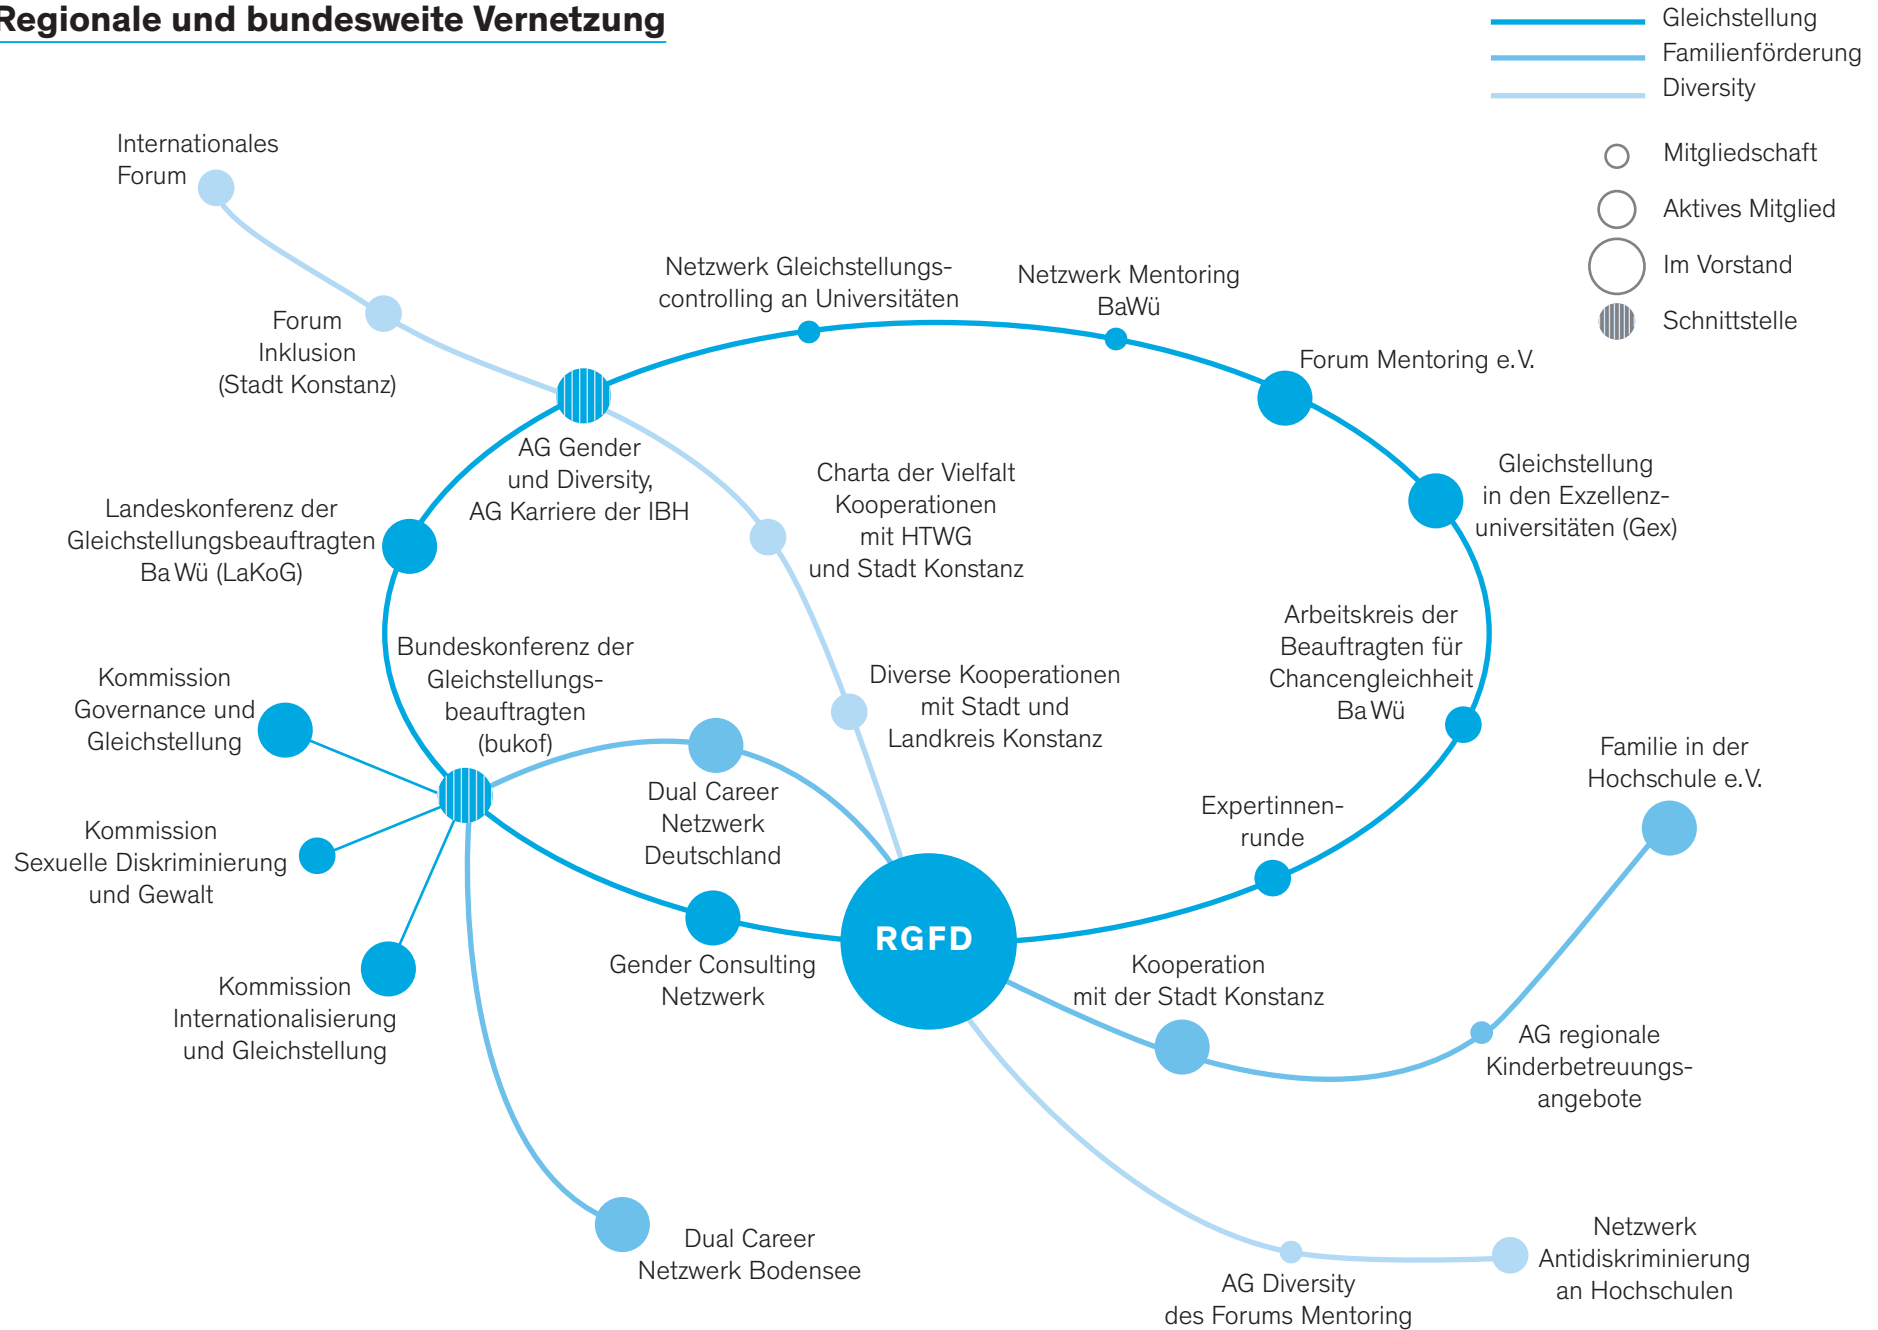 Regionale und bundesweite Vernetzung
Gleichstellung
Familienförderung
Diversity
Mitgliedschaft
Aktives Mitglied
Im Vorstand
Schnittstelle
Internationales
Forum
Forum
Inklusion
(Stadt Konstanz)
Netzwerk Gleichstellungs-
controlling an Universitäten
Netzwerk Mentoring
BaWü
Forum Mentoring e.V.
Gleichstellung
in den Exzellenz-
universitäten (Gex)
AG Gender
und Diversity,
AG Karriere der IBH
Charta der Vielfalt
Kooperationen
mit HTWG
und Stadt Konstanz
Landeskonferenz der
Gleichstellungsbeauftragten
BaWü (LaKoG)
Arbeitskreis der
Beauftragten für
Chancengleichheit
BaWü
Bundeskonferenz der
Gleichstellungs-
beauftragten
(bukof)
Diverse Kooperationen
mit Stadt und
Landkreis Konstanz
Kommission
Governance und
Gleichstellung
Familie in der
Hochschule e.V.
Dual Career
Netzwerk
Deutschland
Expertinnen-
runde
Kommission
Sexuelle Diskriminierung
und Gewalt
RGFD
Gender Consulting
Netzwerk
Kooperation
mit der Stadt Konstanz
Kommission
Internationalisierung
und Gleichstellung
AG regionale
Kinderbetreuungs-
angebote
Dual Career
Netzwerk Bodensee
AG Diversity
des Forums Mentoring
Netzwerk
Antidiskriminierung
an Hochschulen